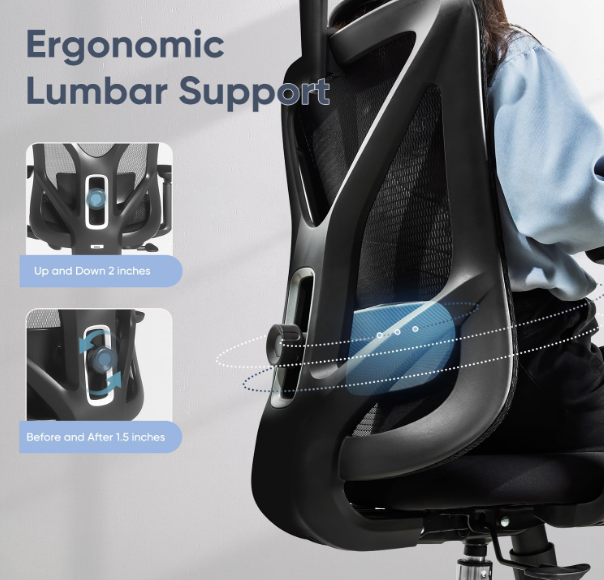 Ergonomic
Lumbar Support
Up and Down 2 inches
Before and After 1.5 inches